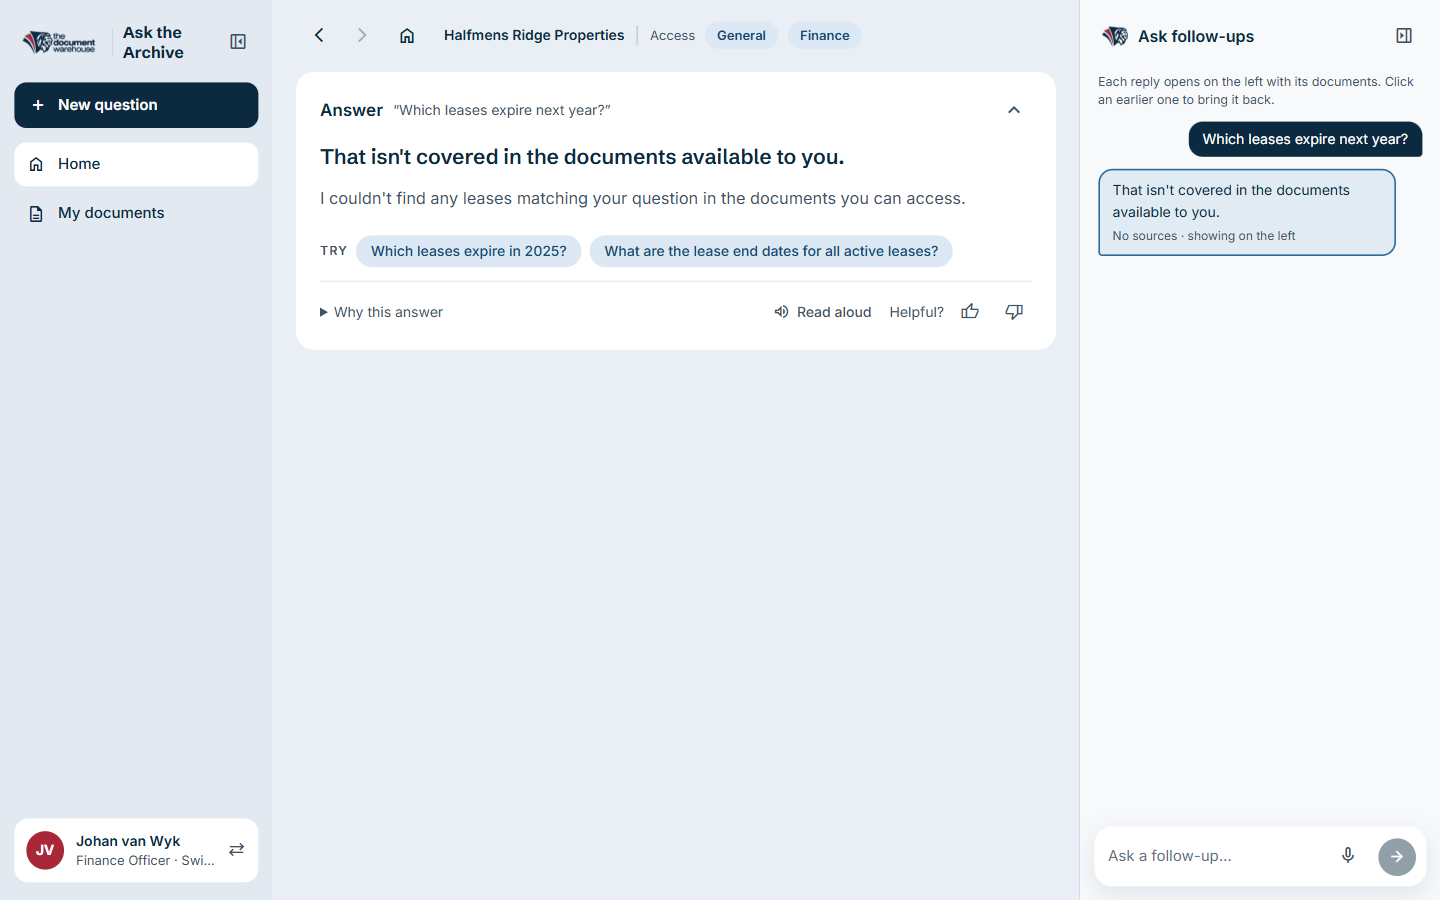 the
document
warehouse
Ask the
Archive
New question
Home
My documents
Johan van Wyk
Finance Officer · Swi...
JV
Halfmens Ridge Properties
Access
General
Finance
Answer “Which leases expire next year?”
That isn't covered in the documents available to you.
I couldn't find any leases matching your question in the documents you can access.
TRY Which leases expire in 2025? What are the lease end dates for all active leases?
Why this answer
Read aloud
Helpful?
Ask follow-ups
Each reply opens on the left with its documents. Click
an earlier one to bring it back.
Which leases expire next year?
That isn't covered in the documents
available to you.
No sources · showing on the left
Ask a follow-up...